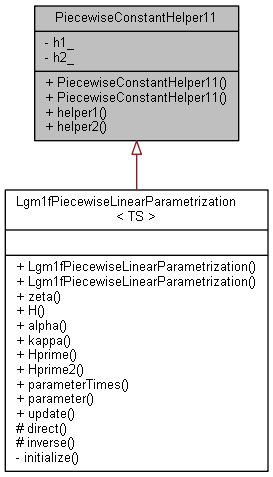 PiecewiseConstantHelper11
- h1_
- h2_
+ PiecewiseConstantHelper11()
+ PiecewiseConstantHelper11()
+ helper1()
+ helper2()
Lgm1fPiecewiseLinearParametrization
< TS >
+ Lgm1fPiecewiseLinearParametrization()
+ Lgm1fPiecewiseLinearParametrization()
+ zeta()
+ H()
+ alpha()
+ kappa()
+ Hprime()
+ Hprime2()
+ parameterTimes()
+ parameter()
+ update()
# direct()
# inverse()
- initialize()